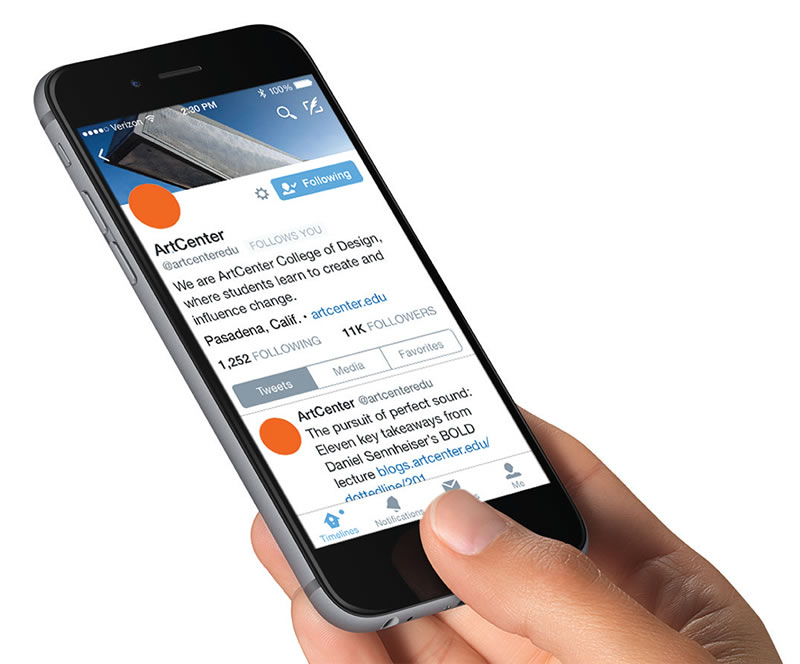 Verizon 2:30 PM 100%
Following
ArtCenter
@artcenteredu FOLLOWS YOU
We are ArtCenter College of Design,
where students learn to create and
influence change.
Pasadena, Calif. • artcenter.edu
1,252 FOLLOWING 11K FOLLOWERS
Tweets Media Favorites
ArtCenter @artcenteredu
The pursuit of perfect sound:
Eleven key takeaways from
Daniel Sennheiser's BOLD
lecture blogs.artcenter.edu/
dottedline/201
Timelines Notifications Me